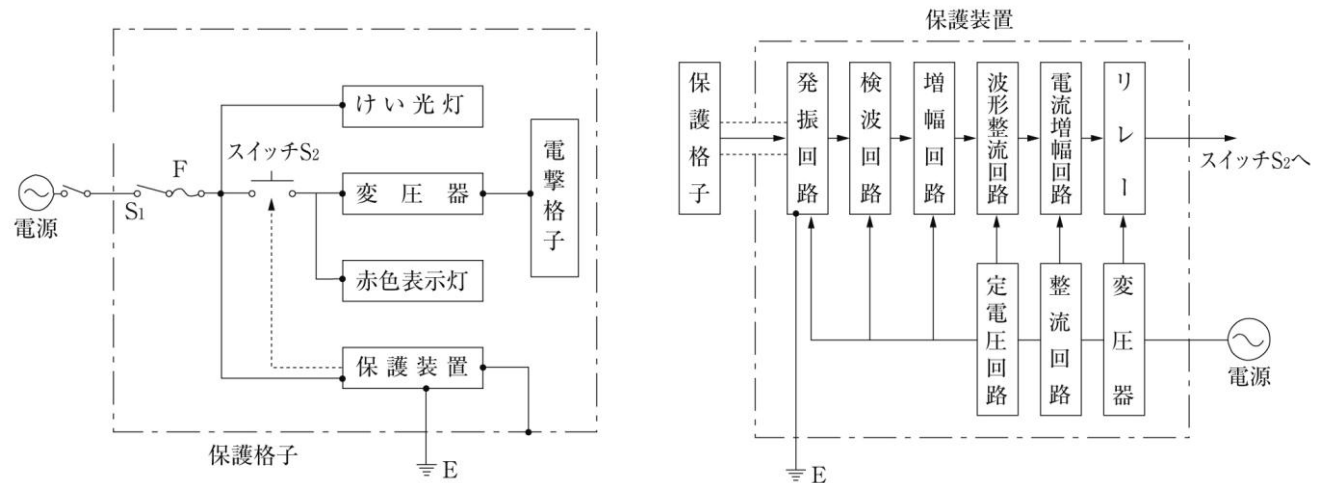 けい光灯
スイッチS2
F
S1
電源
変圧器
電撃格子
赤色表示灯
保護装置
E
保護格子
保護装置
保護格子
発振回路
検波回路
増幅回路
波形整流回路
電流増幅回路
リレー
スイッチS2へ
定電圧回路
整流回路
変圧器
電源
E